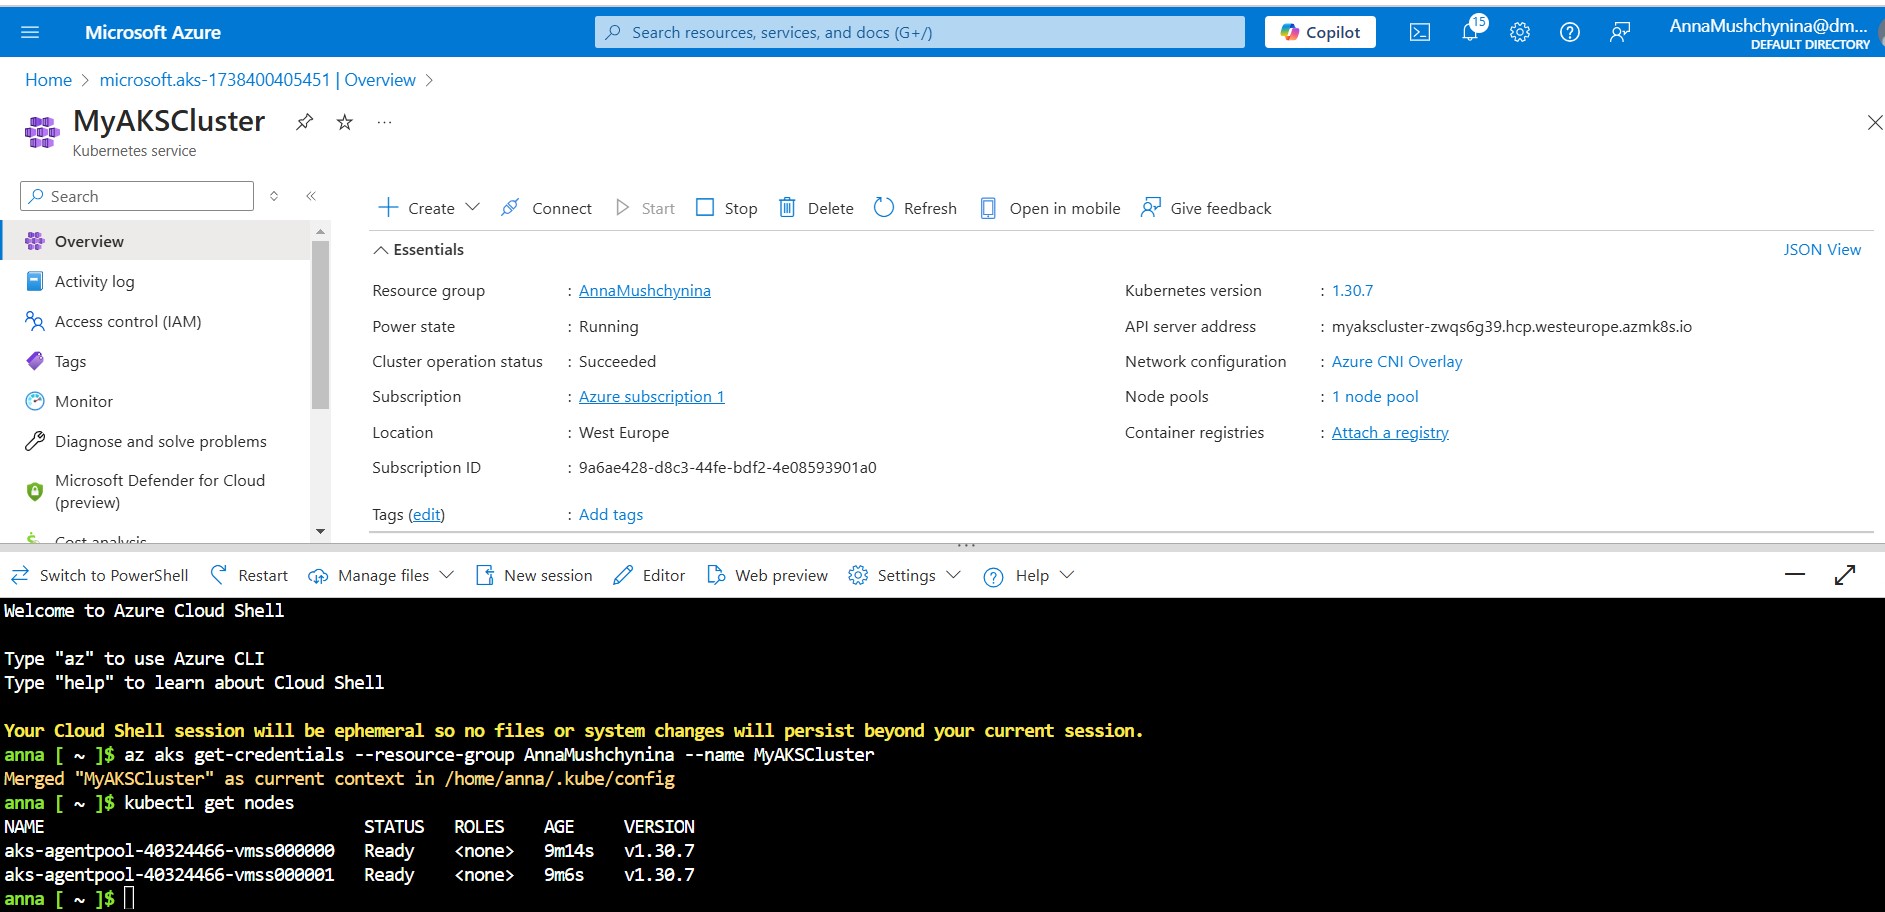 Microsoft Azure
Search resources, services, and docs (G+/)
Copilot
15
AnnaMushchynina@dm...
DEFAULT DIRECTORY
Home > microsoft.aks-1738400405451 | Overview >
MyAKSCluster
Kubernetes service
Search
Overview
Activity log
Access control (IAM)
Tags
Monitor
Diagnose and solve problems
Microsoft Defender for Cloud
(preview)
Cost analysis
Create
Connect
Start
Stop
Delete
Refresh
Open in mobile
Give feedback
Essentials
JSON View
Resource group : AnnaMushchynina
Power state : Running
Cluster operation status : Succeeded
Subscription : Azure subscription 1
Location : West Europe
Subscription ID : 9a6ae428-d8c3-44fe-bdf2-4e08593901a0
Tags (edit) : Add tags
Kubernetes version : 1.30.7
API server address : myakscluster-zwqs6g39.hcp.westeurope.azmk8s.io
Network configuration : Azure CNI Overlay
Node pools : 1 node pool
Container registries : Attach a registry
Switch to PowerShell
Restart
Manage files
New session
Editor
Web preview
Settings
Help
Welcome to Azure Cloud Shell
Type "az" to use Azure CLI
Type "help" to learn about Cloud Shell
Your Cloud Shell session will be ephemeral so no files or system changes will persist beyond your current session.
anna [ ~ ]$ az aks get-credentials --resource-group AnnaMushchynina --name MyAKSCluster
Merged "MyAKSCluster" as current context in /home/anna/.kube/config
anna [ ~ ]$ kubectl get nodes
NAME STATUS ROLES AGE VERSION
aks-agentpool-40324466-vmss000000 Ready <none> 9m14s v1.30.7
aks-agentpool-40324466-vmss000001 Ready <none> 9m6s v1.30.7
anna [ ~ ]$